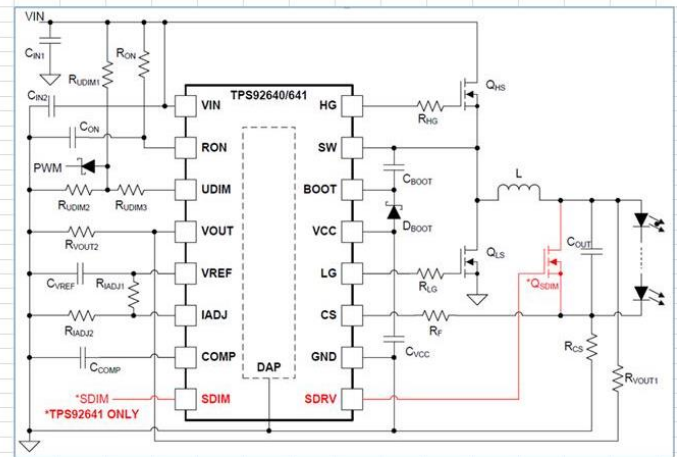 VIN
CIN1
RON
RUDIM1
CIN2
TPS92640/641
VIN
HG
QHS
RHG
CON
RON
SW
PWM
CBOOT
L
UDIM
BOOT
RUDIM2
RUDIM3
DBOOT
VOUT
VCC
QLS
COUT
RVOUT2
VREF
LG
*QSDIM
CVREF
RIADJ1
RLG
IADJ
CS
RIADJ2
RF
RCS
COMP
GND
CVCC
CCOMP
DAP
RVOUT1
*SDIM
SDIM
SDRV
*TPS92641 ONLY